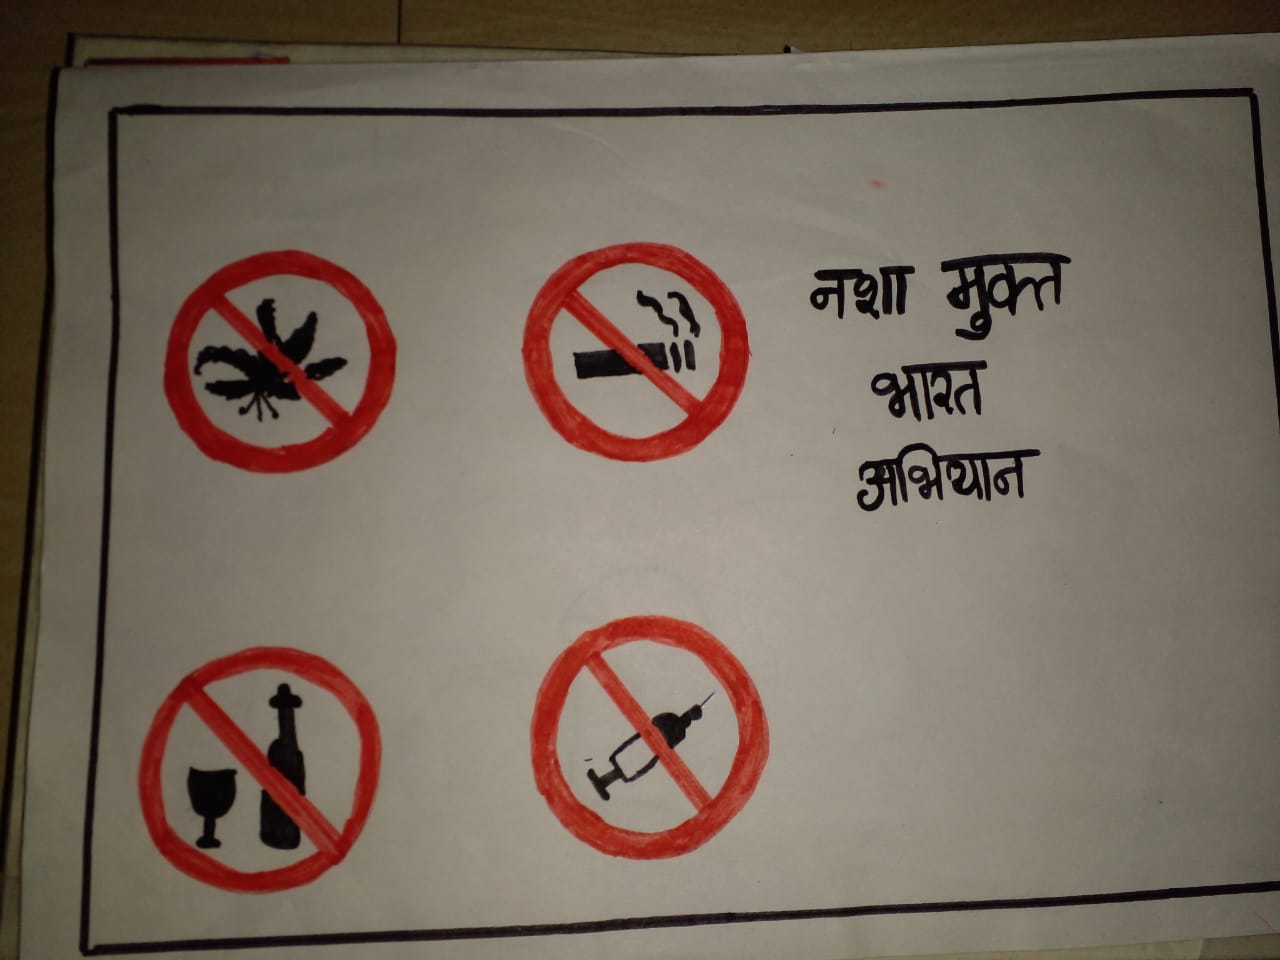 नशा मुक्त
भारत
अभियान